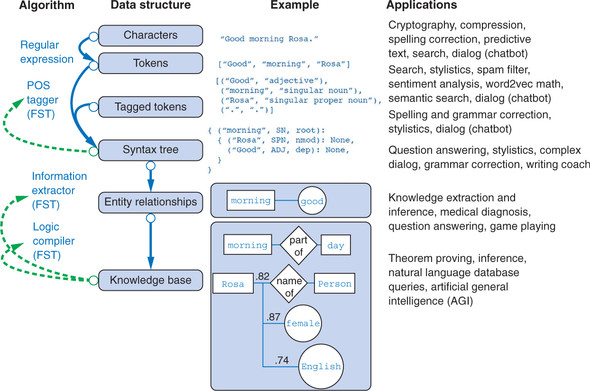 Algorithm
Data structure
Example
Applications
Characters
"Good morning Rosa."
Cryptography, compression,
spelling correction, predictive
text, search, dialog (chatbot)
Regular
expression
Tokens
["Good", "morning", "Rosa"]
Search, stylistics, spam filter,
sentiment analysis, word2vec math,
semantic search, dialog (chatbot)
POS
tagger
(FST)
Tagged tokens
[("Good", "adjective"),
("morning", "singular noun"),
("Rosa", "singular proper noun"),
(".", ".")]
Spelling and grammar correction,
stylistics, dialog (chatbot)
Syntax tree
{ ("morning", SN, root):
{ ("Rosa", SPN, nmod): None,
("Good", ADJ, dep): None,
}
}
Question answering, stylistics, complex
dialog, grammar correction, writing coach
Information
extractor
(FST)
Entity relationships
morning
good
Knowledge extraction and
inference, medical diagnosis,
question answering, game playing
Logic
compiler
(FST)
Knowledge base
morning
part
of
day
.82
Rosa
name
of
Person
.87
female
.74
English
Theorem proving, inference,
natural language database
queries, artificial general
intelligence (AGI)